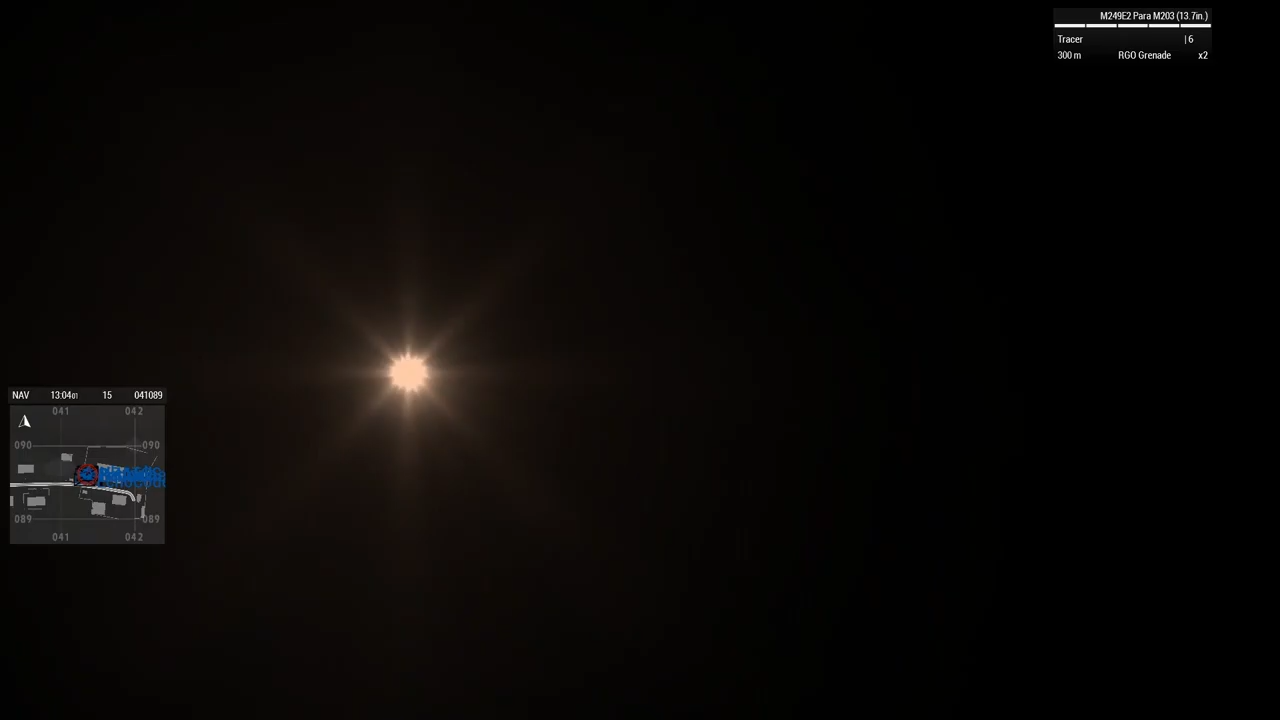 M249E2 Para M203 (13.7in.)
Tracer | 6
300 m RGO Grenade x2
NAV 13:04:01 15 041089
041 042
090 090
089 089
041 042